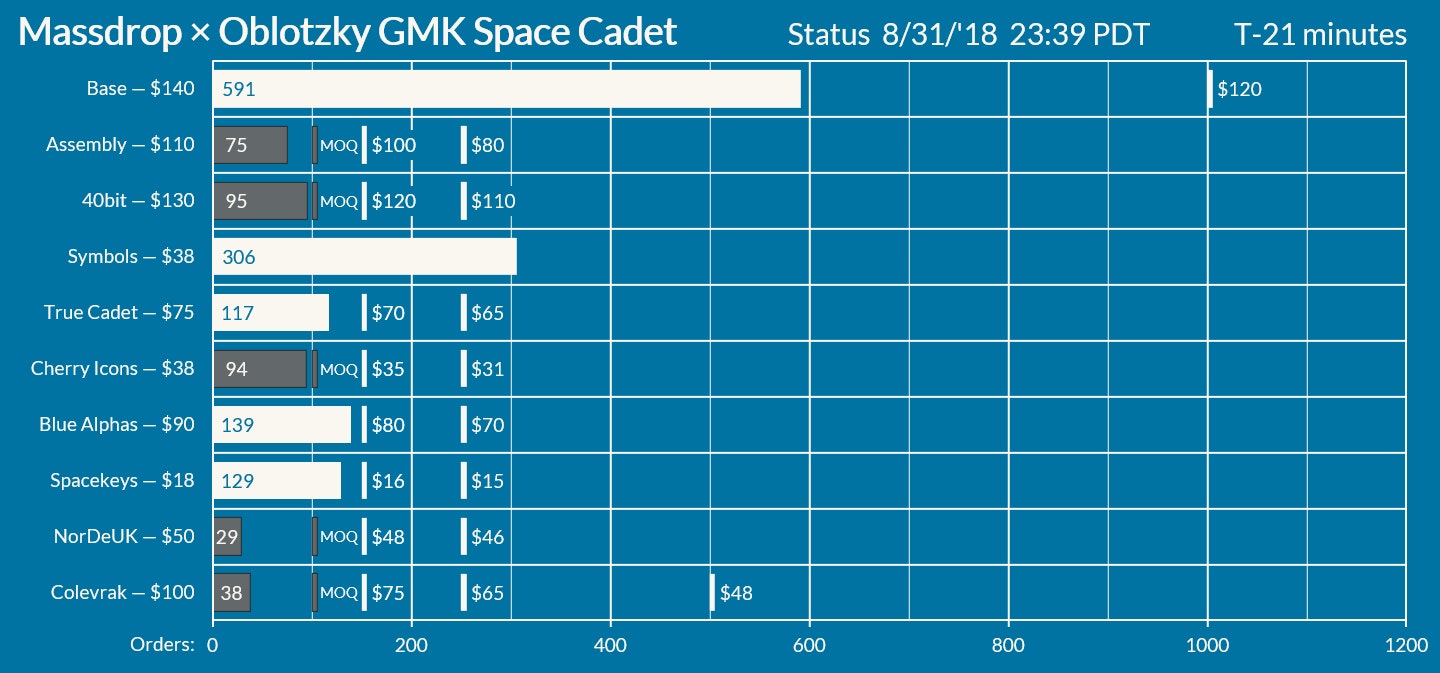 Massdrop × Oblotzky GMK Space Cadet Status 8/31/'18 23:39 PDT T-21 minutes
Base — $140 591 $120
Assembly — $110 75 MOQ $100 $80
40bit — $130 95 MOQ $120 $110
Symbols — $38 306
True Cadet — $75 117 $70 $65
Cherry Icons — $38 94 MOQ $35 $31
Blue Alphas — $90 139 $80 $70
Spacekeys — $18 129 $16 $15
NorDeUK — $50 29 MOQ $48 $46
Colevrak — $100 38 MOQ $75 $65 $48
Orders: 0 200 400 600 800 1000 1200